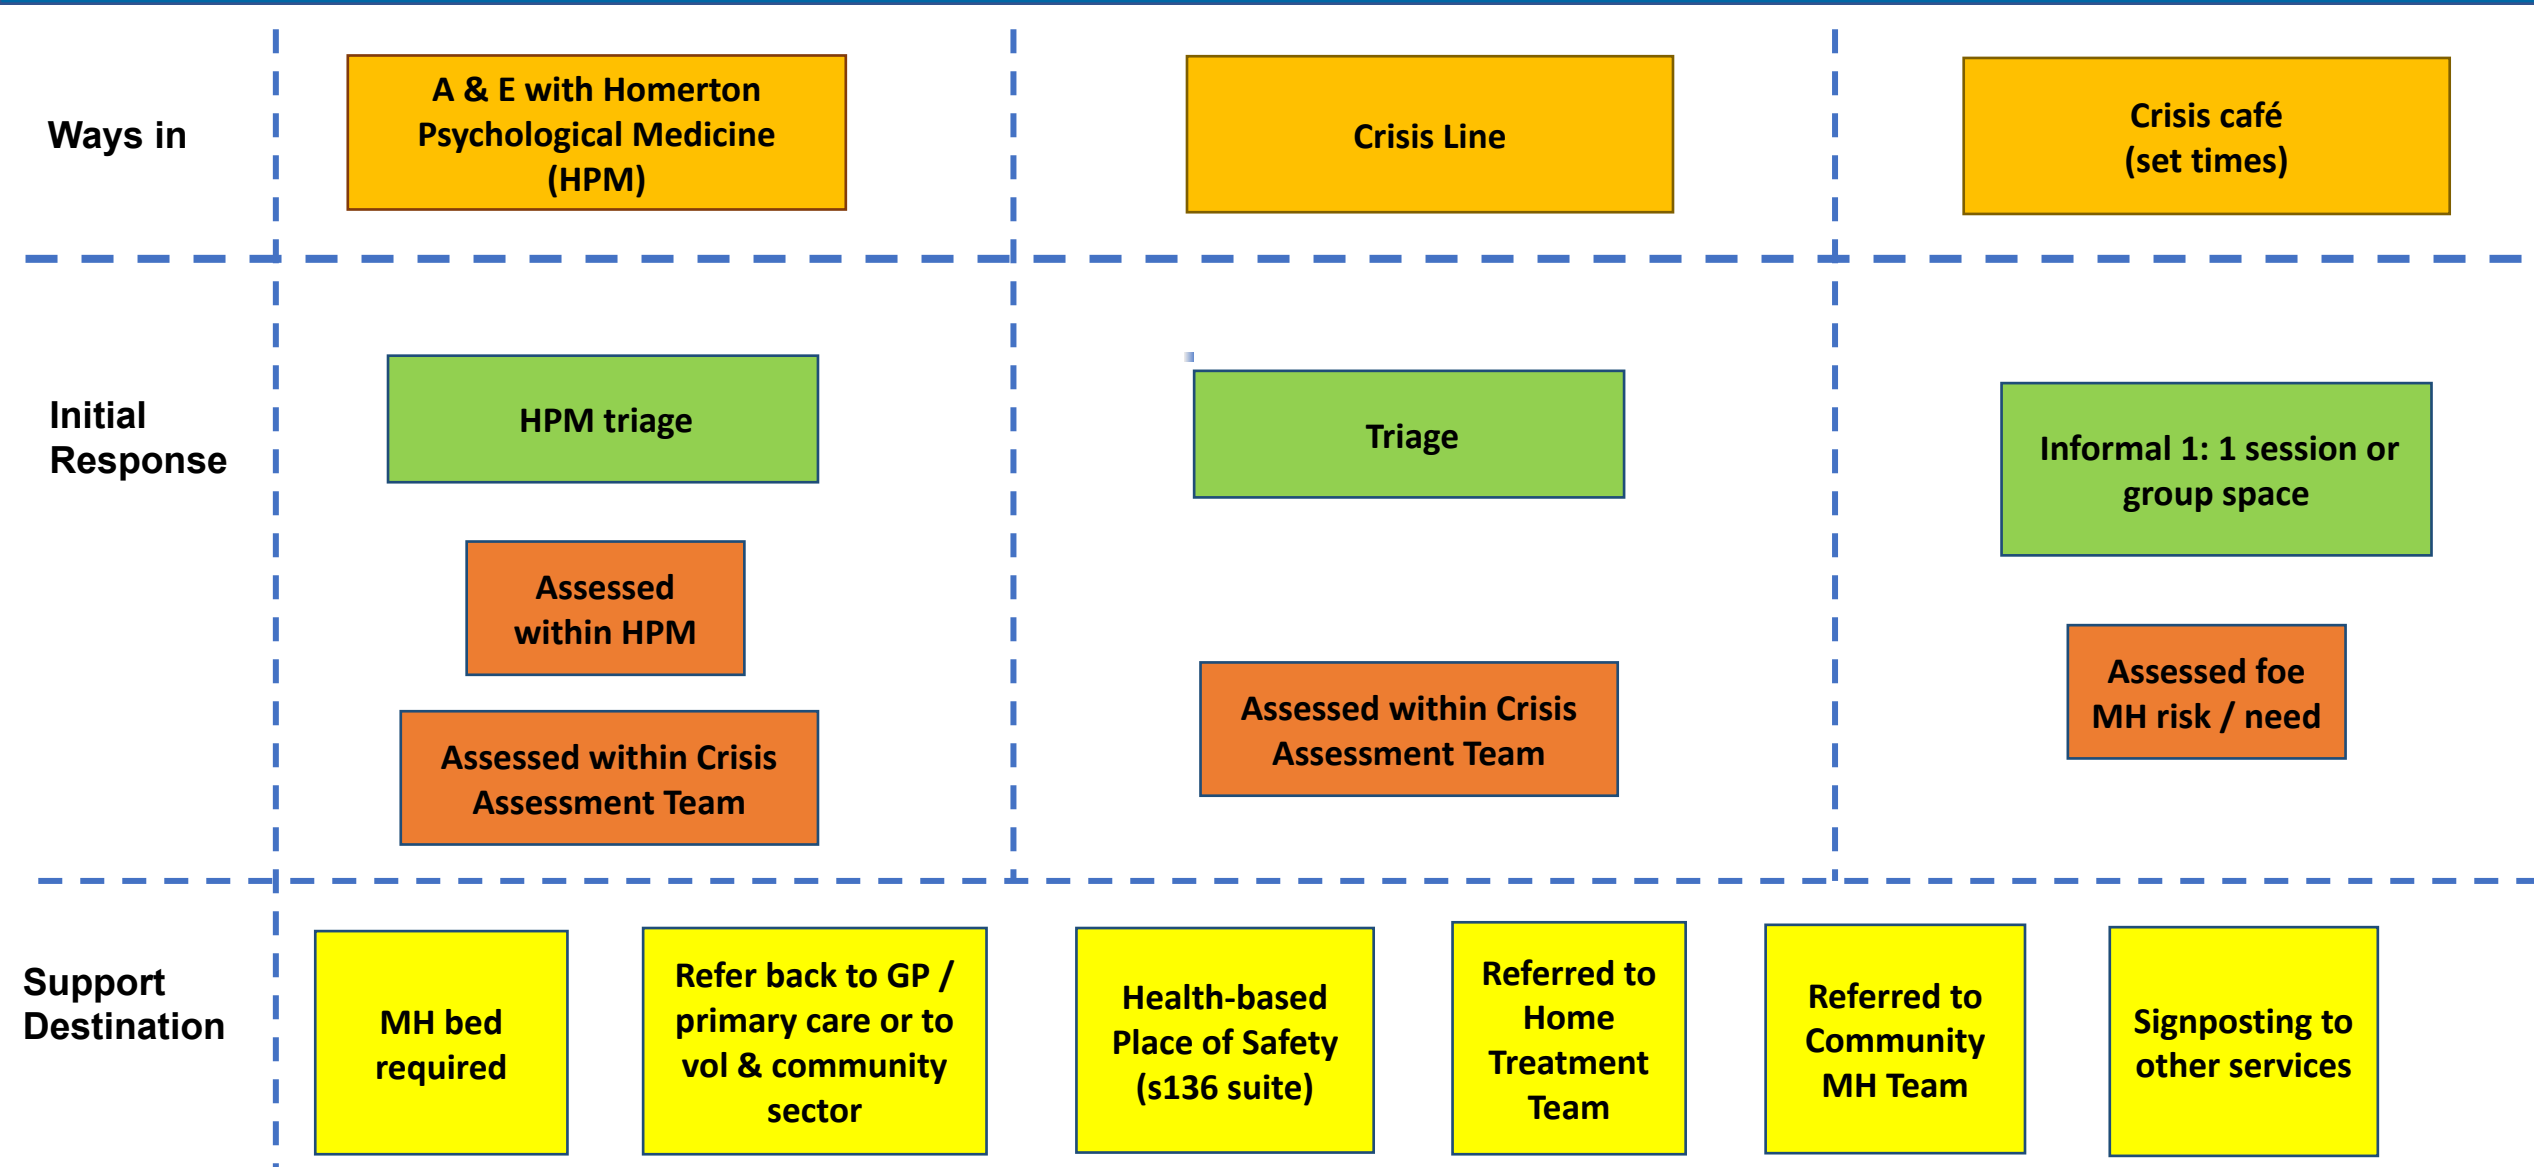 Ways in
A & E with Homerton
Psychological Medicine
(HPM)
Crisis Line
Crisis café
(set times)
Initial
Response
HPM triage
Triage
Informal 1: 1 session or
group space
Assessed
within HPM
Assessed within Crisis
Assessment Team
Assessed within Crisis
Assessment Team
Assessed foe
MH risk / need
Support
Destination
MH bed
required
Refer back to GP /
primary care or to
vol & community
sector
Health-based
Place of Safety
(s136 suite)
Referred to
Home
Treatment
Team
Referred to
Community
MH Team
Signposting to
other services